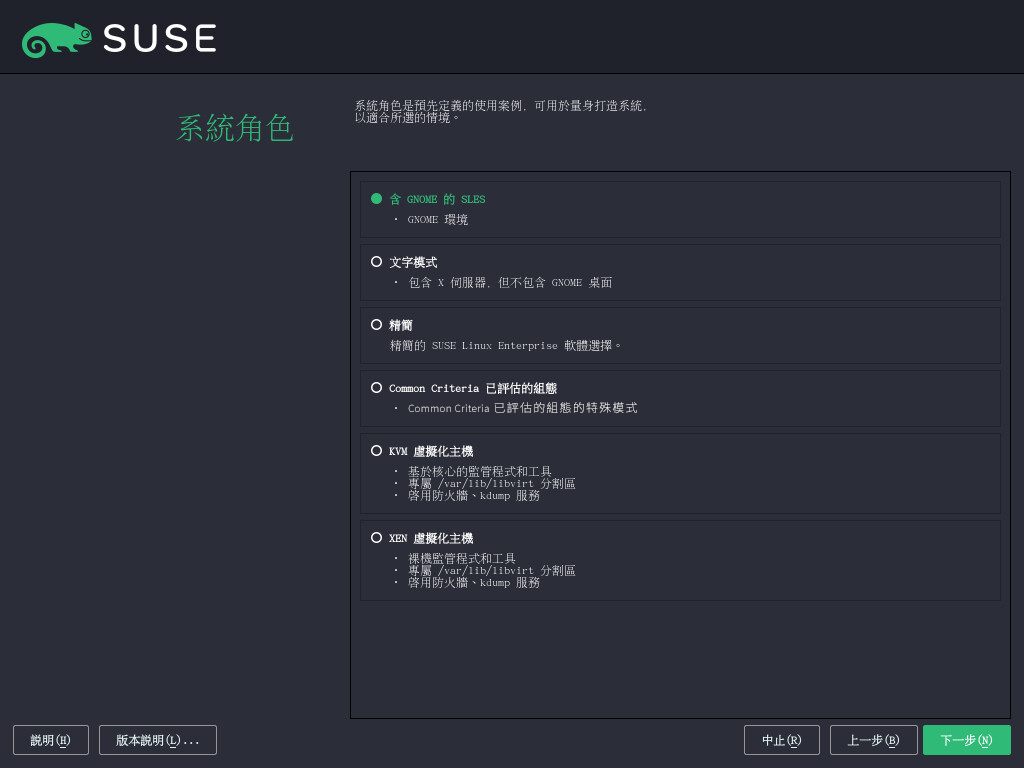 SUSE
系統角色
系統角色是預先定義的使用案例，可用於量身打造系統，
以適合所選的情境。
含 GNOME 的 SLES
• GNOME 環境
文字模式
• 包含 X 伺服器，但不包含 GNOME 桌面
精簡
精簡的 SUSE Linux Enterprise 軟體選擇。
Common Criteria 已評估的組態
• Common Criteria 已評估的組態的特殊模式
KVM 虛擬化主機
• 基於核心的監管程式和工具
• 專屬 /var/lib/libvirt 分割區
• 啓用防火牆、kdump 服務
XEN 虛擬化主機
• 裸機監管程式和工具
• 專屬 /var/lib/libvirt 分割區
• 啓用防火牆、kdump 服務
説明(H) 版本説明(L)... 中止(R) 上一步(B) 下一步(N)